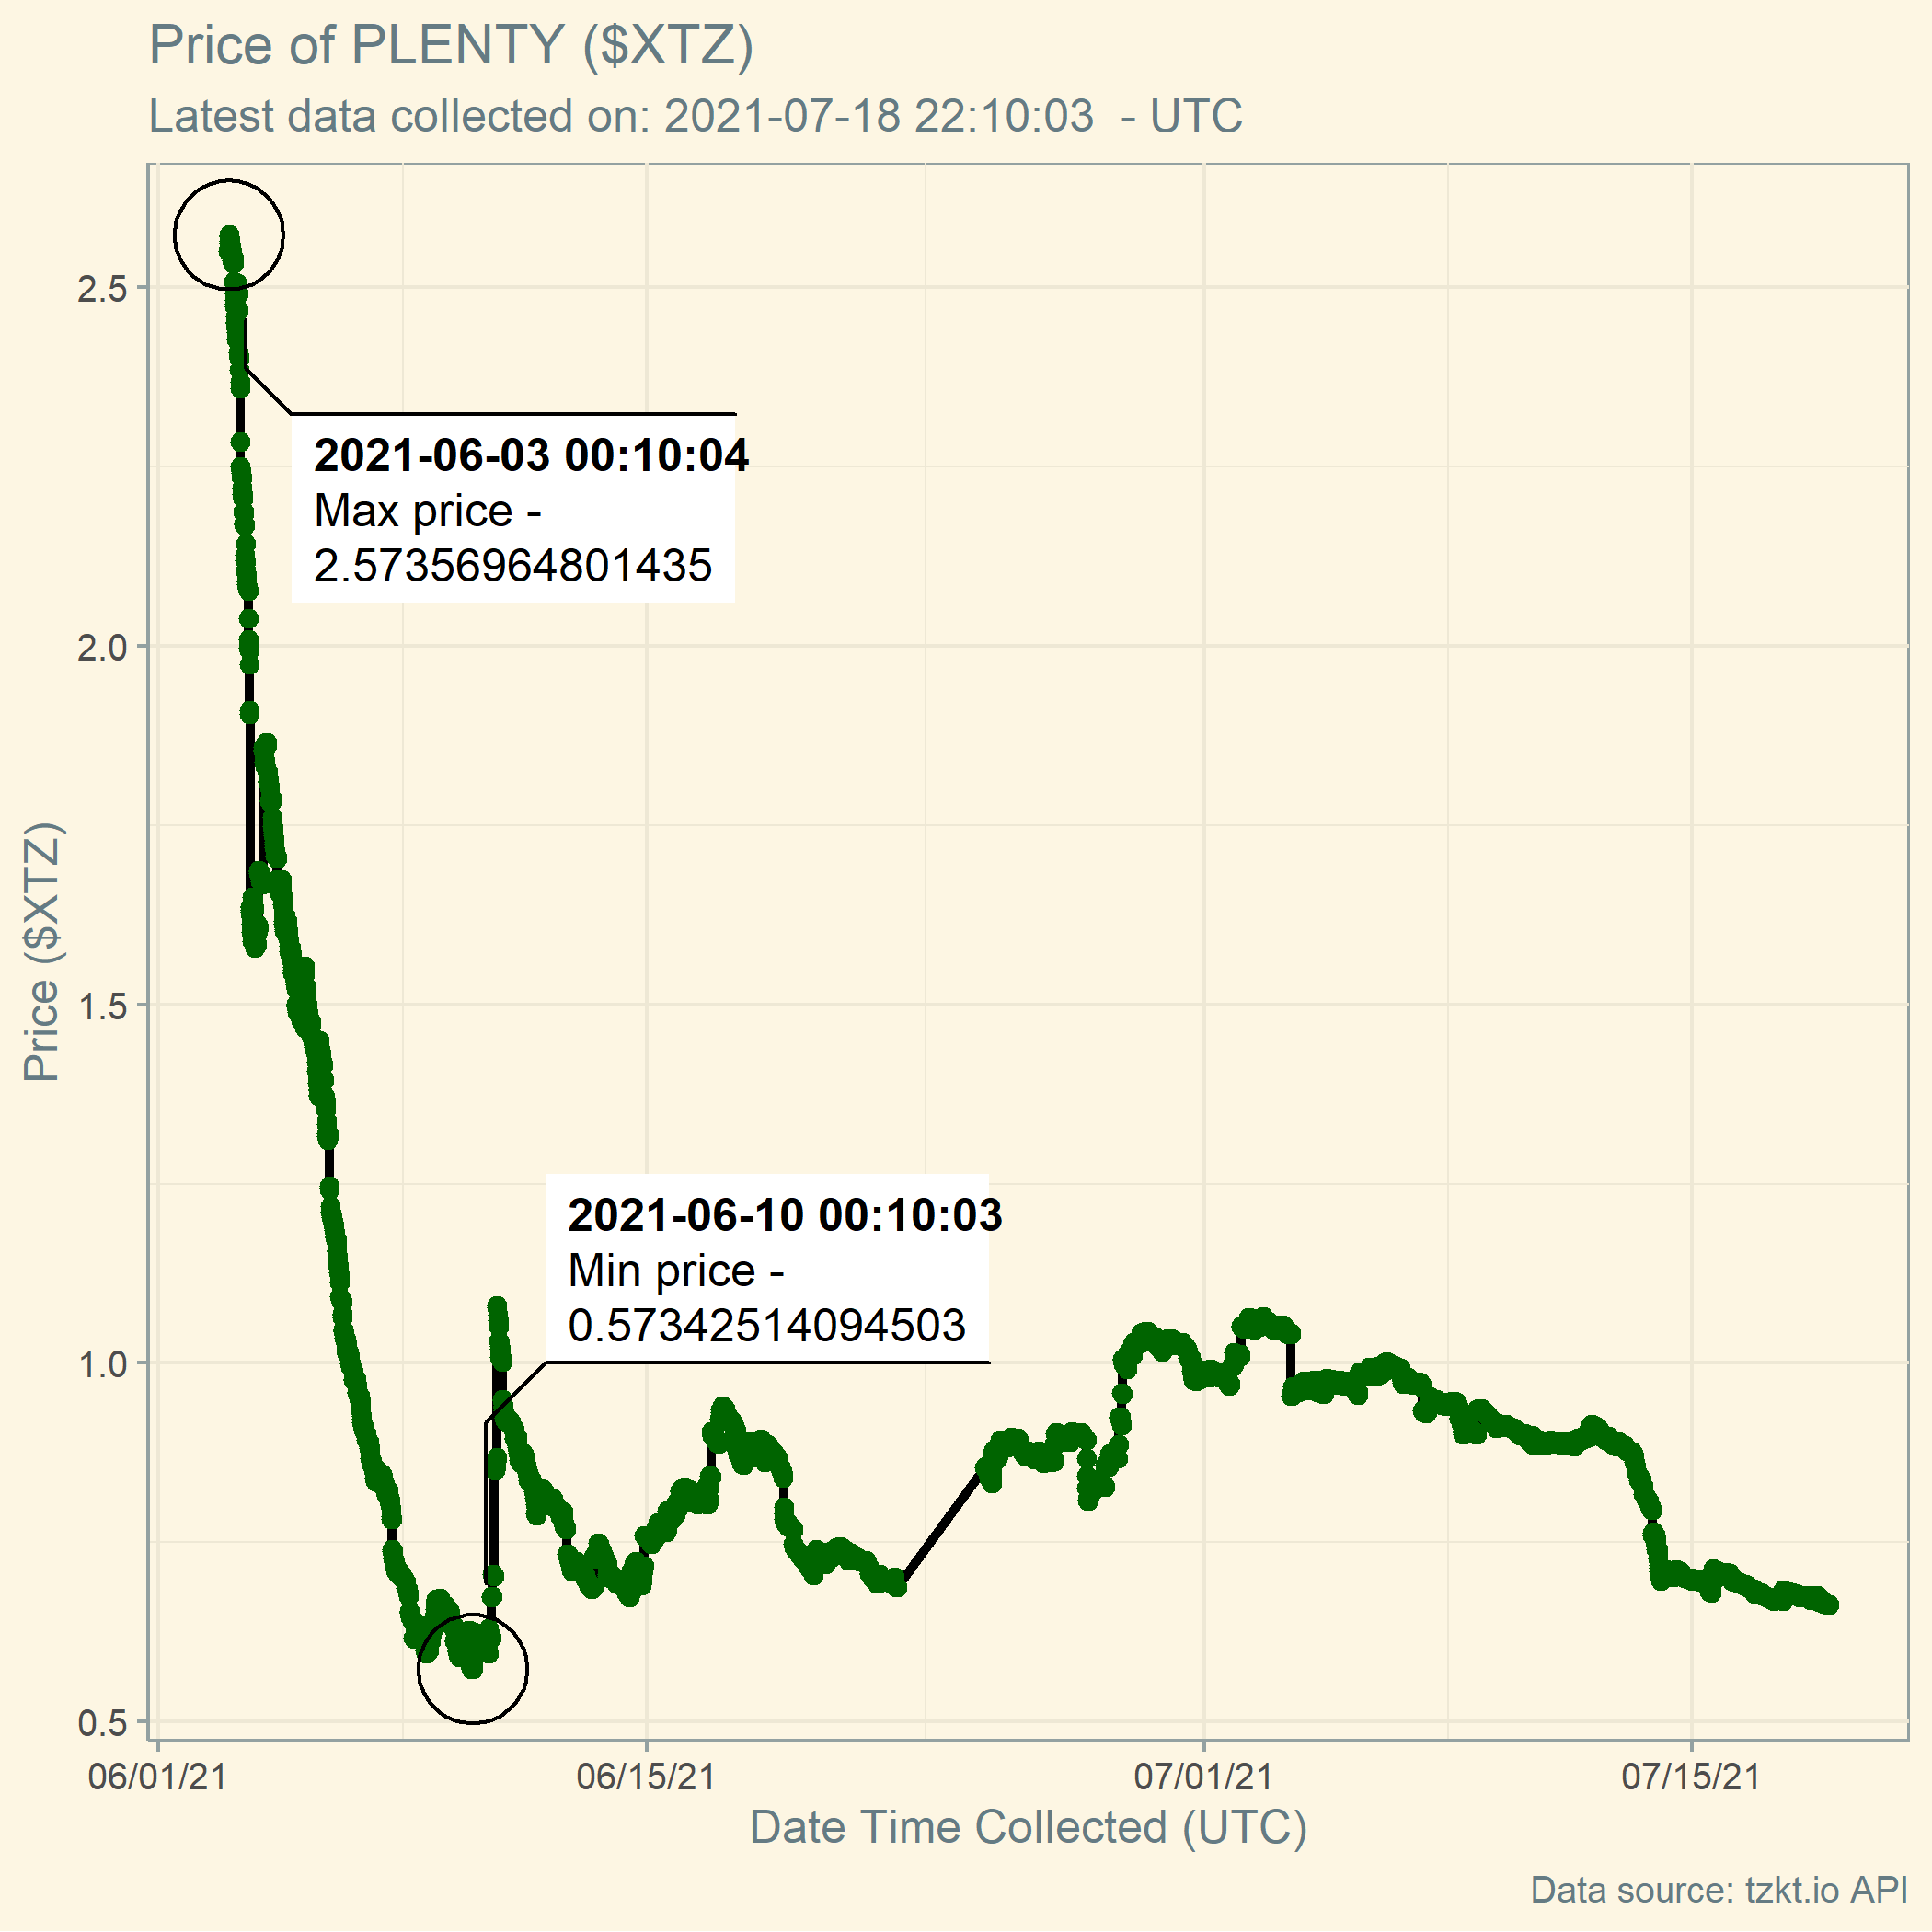 Price of PLENTY ($XTZ)
Latest data collected on: 2021-07-18 22:10:03  - UTC
2.5
2.0
1.5
1.0
0.5
Price ($XTZ)
2021-06-03 00:10:04
Max price -
2.573569964801435
2021-06-10 00:10:03
Min price -
0.57342514094503
06/01/21
06/15/21
07/01/21
07/15/21
Date Time Collected (UTC)
Data source: tzkt.io API